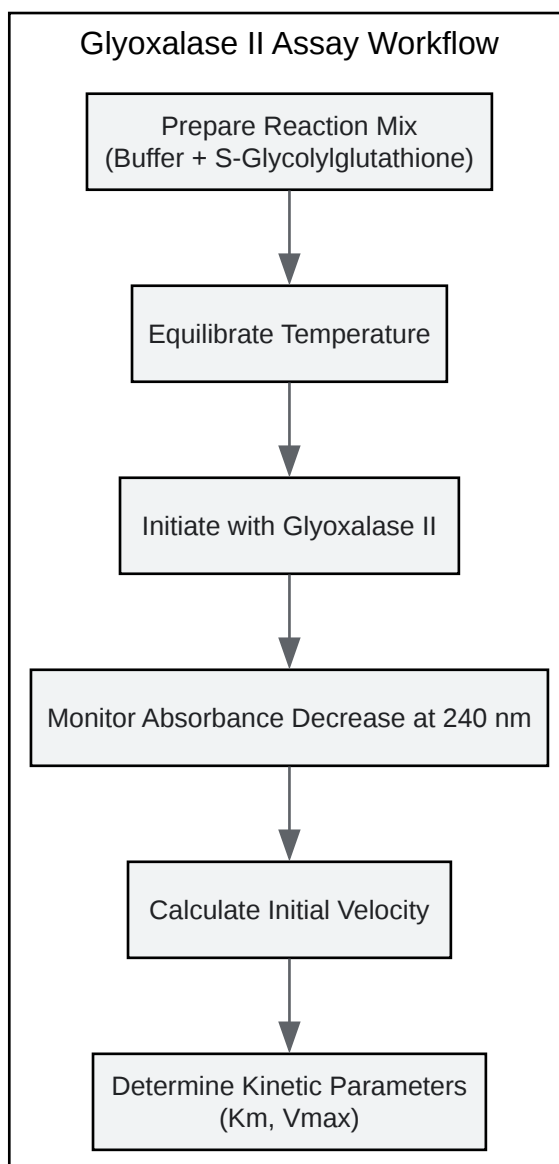 Glyoxalase II Assay Workflow
Prepare Reaction Mix
(Buffer + S-Glycolylglutathione)
Equilibrate Temperature
Initiate with Glyoxalase II
Monitor Absorbance Decrease at 240 nm
Calculate Initial Velocity
Determine Kinetic Parameters
(Km, Vmax)